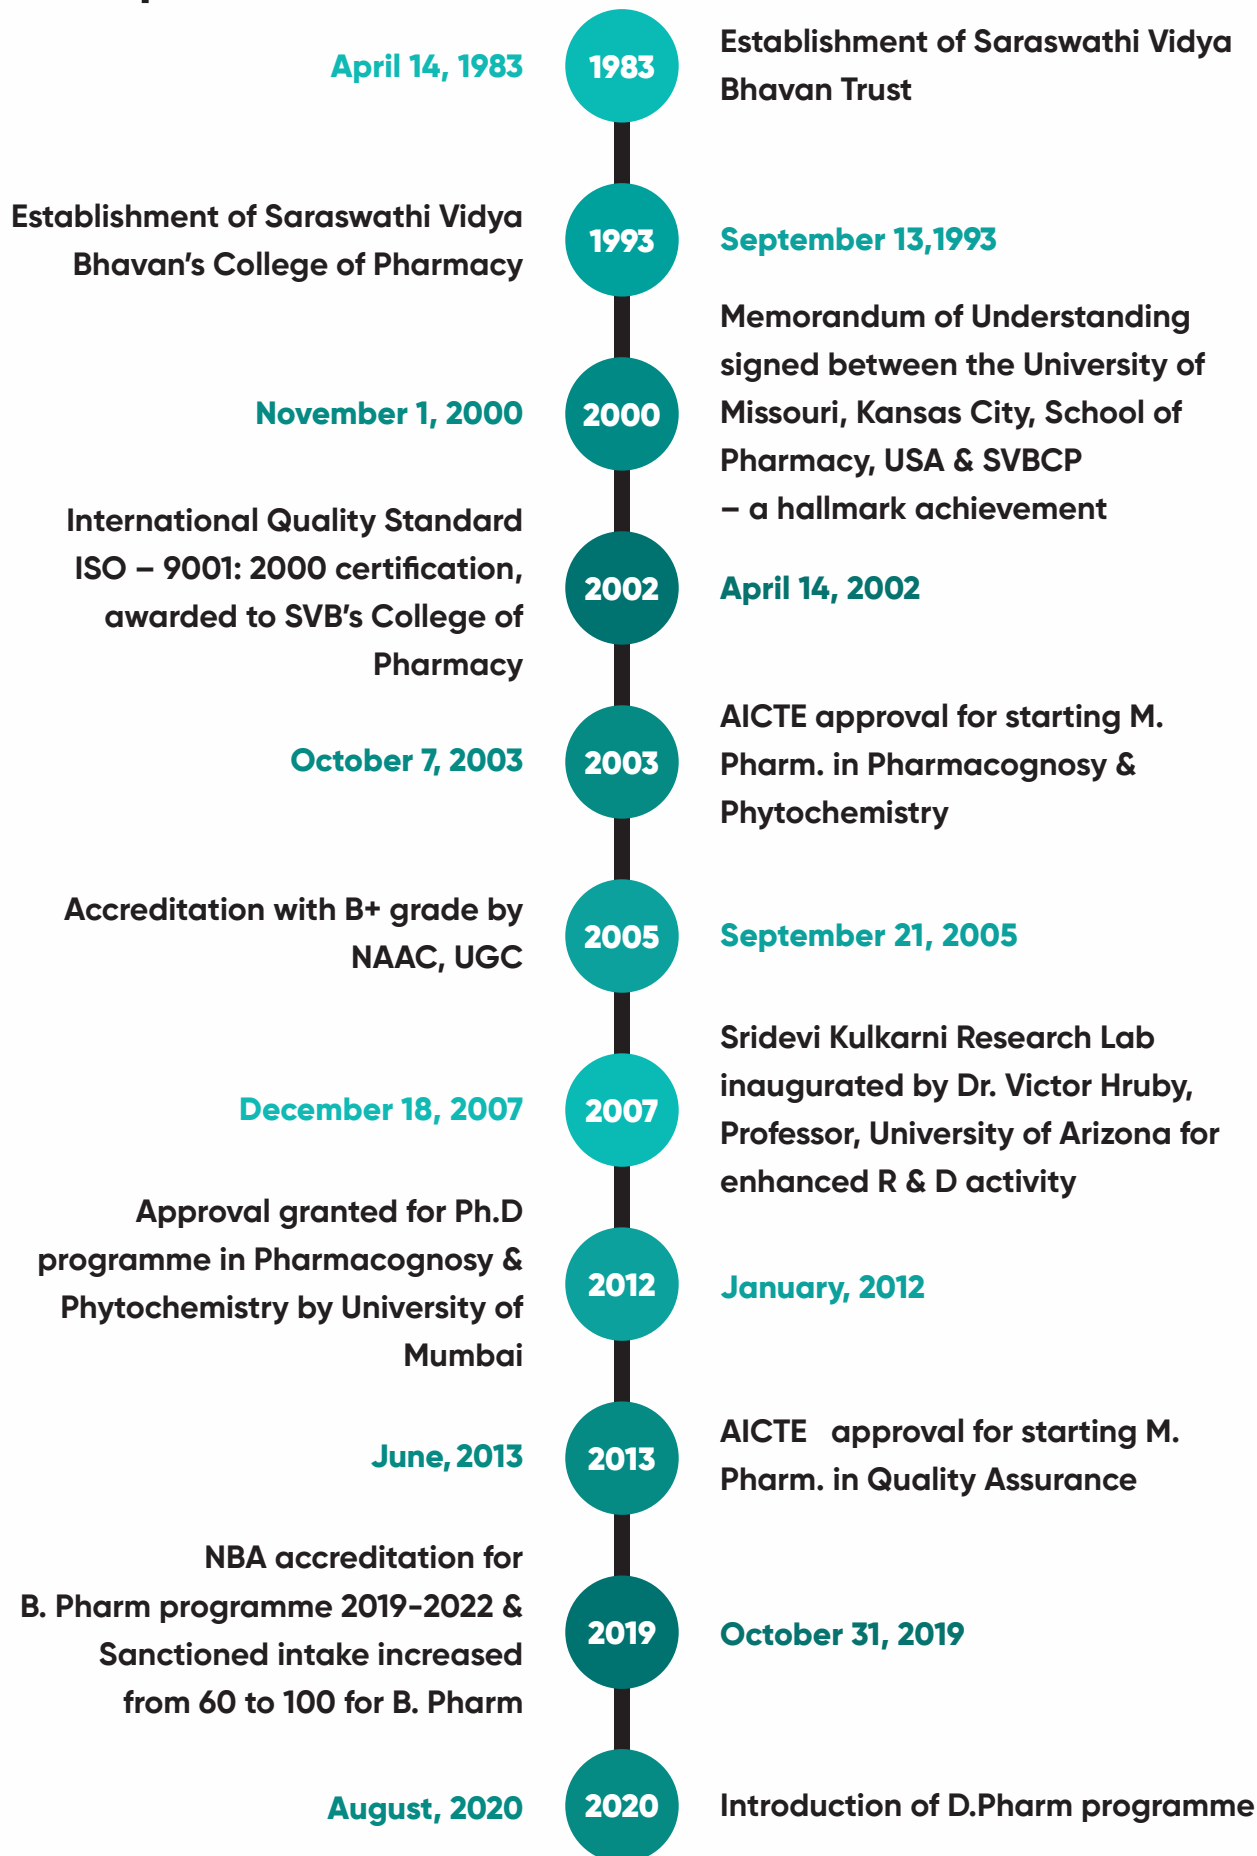 April 14, 1983
1983
Establishment of Saraswathi Vidya
Bhavan Trust
Establishment of Saraswathi Vidya
Bhavan’s College of Pharmacy
1993
September 13,1993
November 1, 2000
2000
Memorandum of Understanding
signed between the University of
Missouri, Kansas City, School of
Pharmacy, USA & SVBCP
– a hallmark achievement
International Quality Standard
ISO – 9001: 2000 certification,
awarded to SVB’s College of
Pharmacy
2002
April 14, 2002
October 7, 2003
2003
AICTE approval for starting M.
Pharm. in Pharmacognosy &
Phytochemistry
Accreditation with B+ grade by
NAAC, UGC
2005
September 21, 2005
December 18, 2007
2007
Sridevi Kulkarni Research Lab
inaugurated by Dr. Victor Hruby,
Professor, University of Arizona for
enhanced R & D activity
Approval granted for Ph.D
programme in Pharmacognosy &
Phytochemistry by University of
Mumbai
2012
January, 2012
June, 2013
2013
AICTE approval for starting M.
Pharm. in Quality Assurance
NBA accreditation for
B. Pharm programme 2019-2022 &
Sanctioned intake increased
from 60 to 100 for B. Pharm
2019
October 31, 2019
August, 2020
2020
Introduction of D.Pharm programme